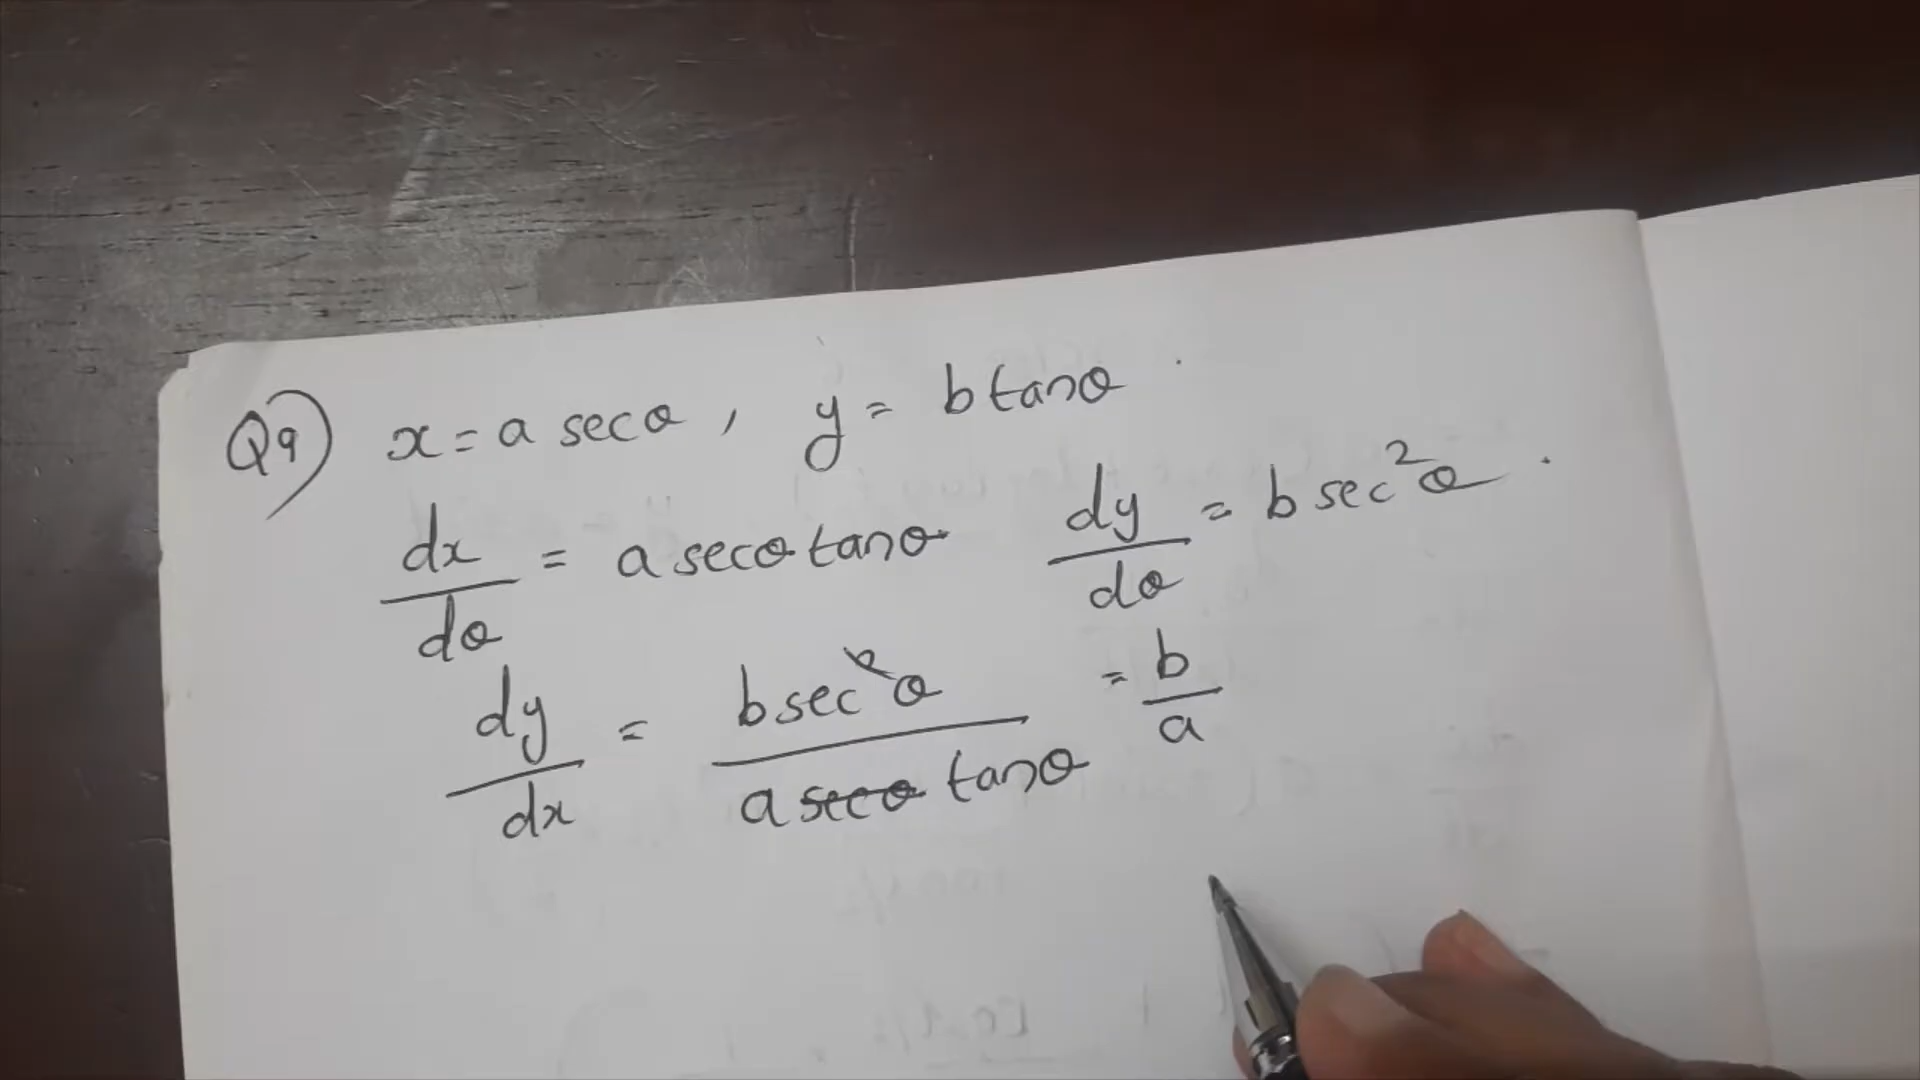 Q9) x = a secθ , y = b tanθ
dx/dθ = a secθ tanθ dy/dθ = b sec²θ
dy/dx = b sec²θ / a secθ tanθ = b/a